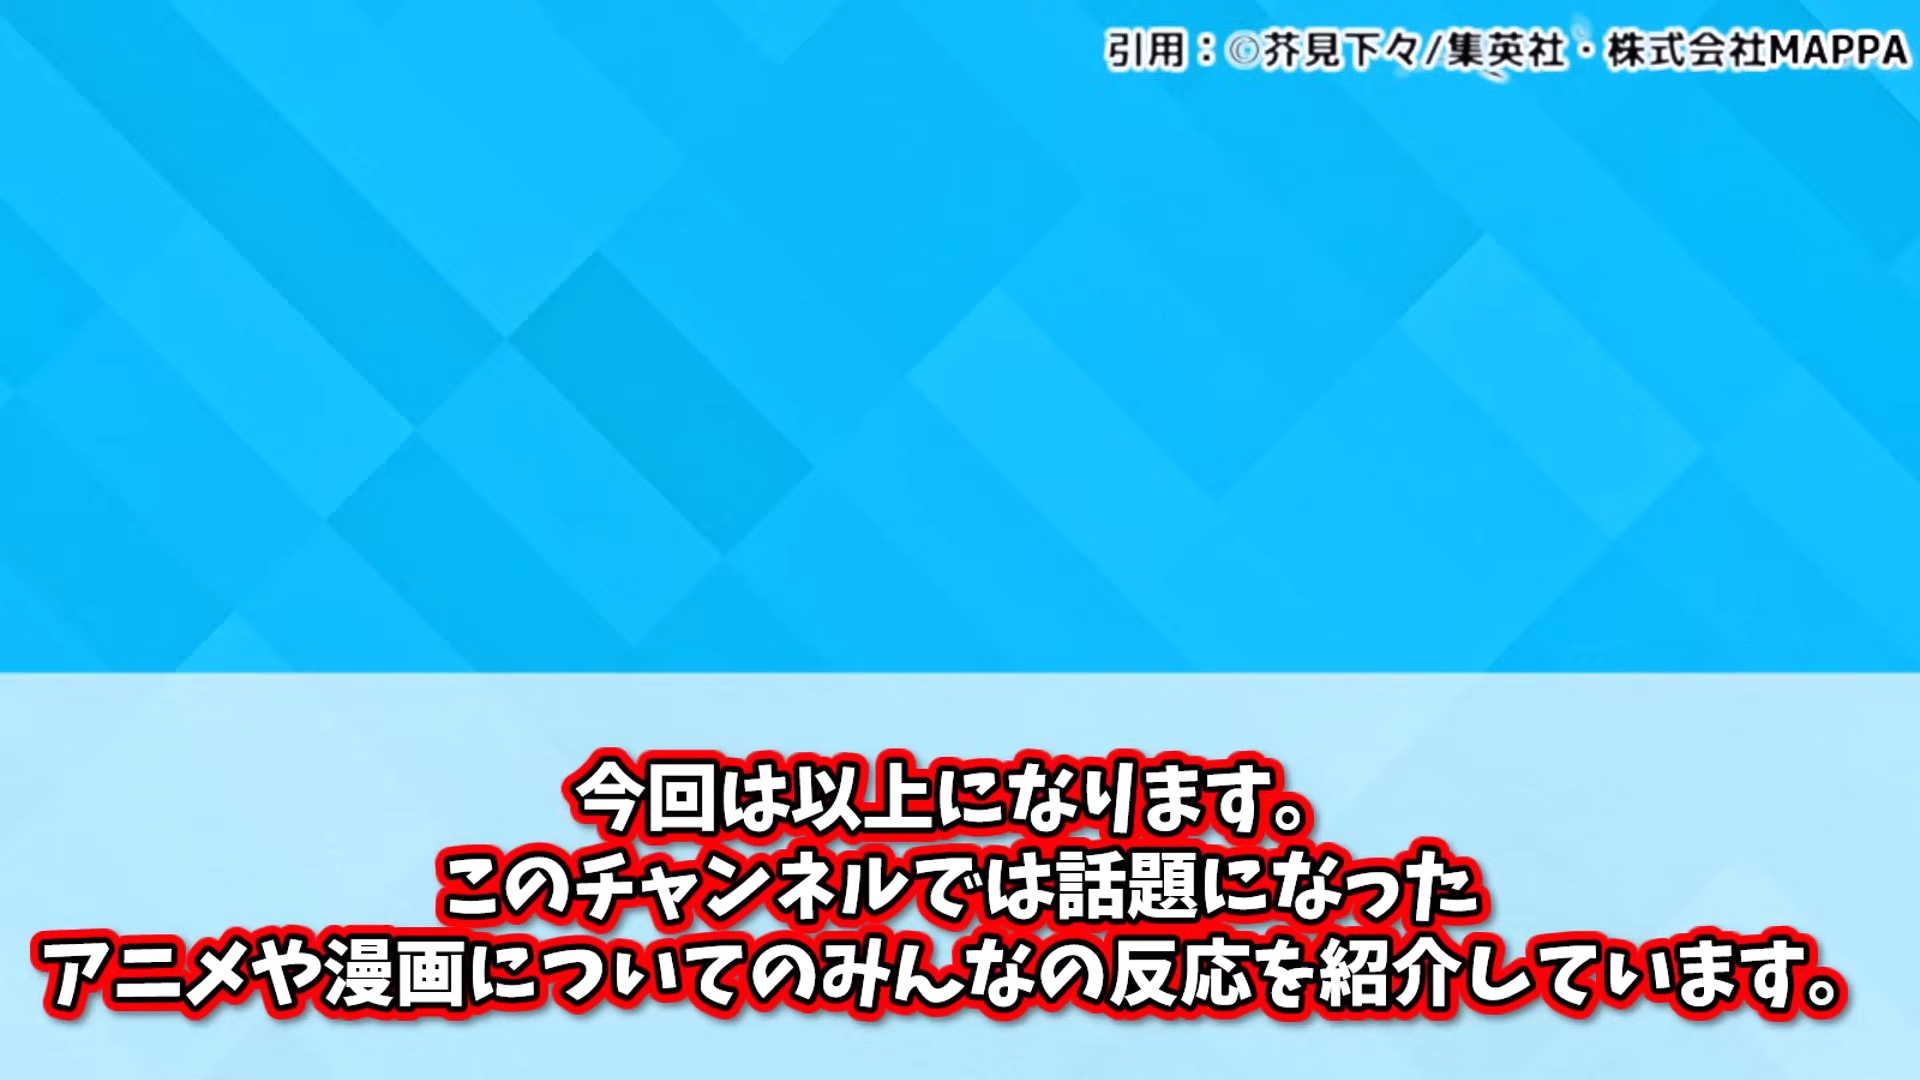 引用：©芥見下々/集英社・株式会社MAPPA
今回は以上になります。
このチャンネルでは話題になった
アニメや漫画についてのみんなの反応を紹介しています。